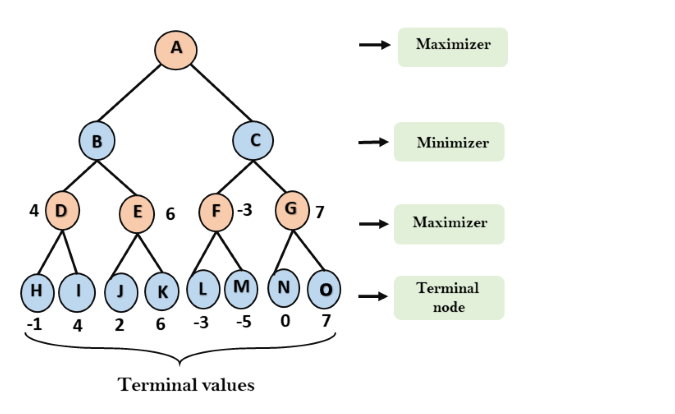 A
Maximizer
B
C
Minimizer
4 D
E 6
F -3
G 7
Maximizer
H I J K L M N O
Terminal
node
-1 4 2 6 -3 -5 0 7
Terminal values